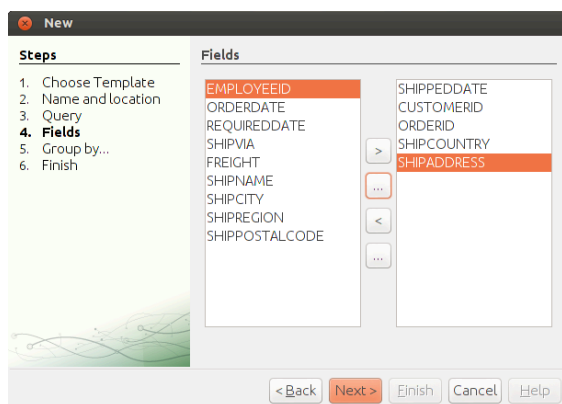 New
Steps
1. Choose Template
2. Name and location
3. Query
4. Fields
5. Group by...
6. Finish
Fields
EMPLOYEEID
ORDERDATE
REQUIREDDATE
SHIPVIA
FREIGHT
SHIPNAME
SHIPCITY
SHIPREGION
SHIPPOSTALCODE
>
...
<
...
SHIPPEDDATE
CUSTOMERID
ORDERID
SHIPCOUNTRY
SHIPADDRESS
< Back Next > Finish Cancel Help